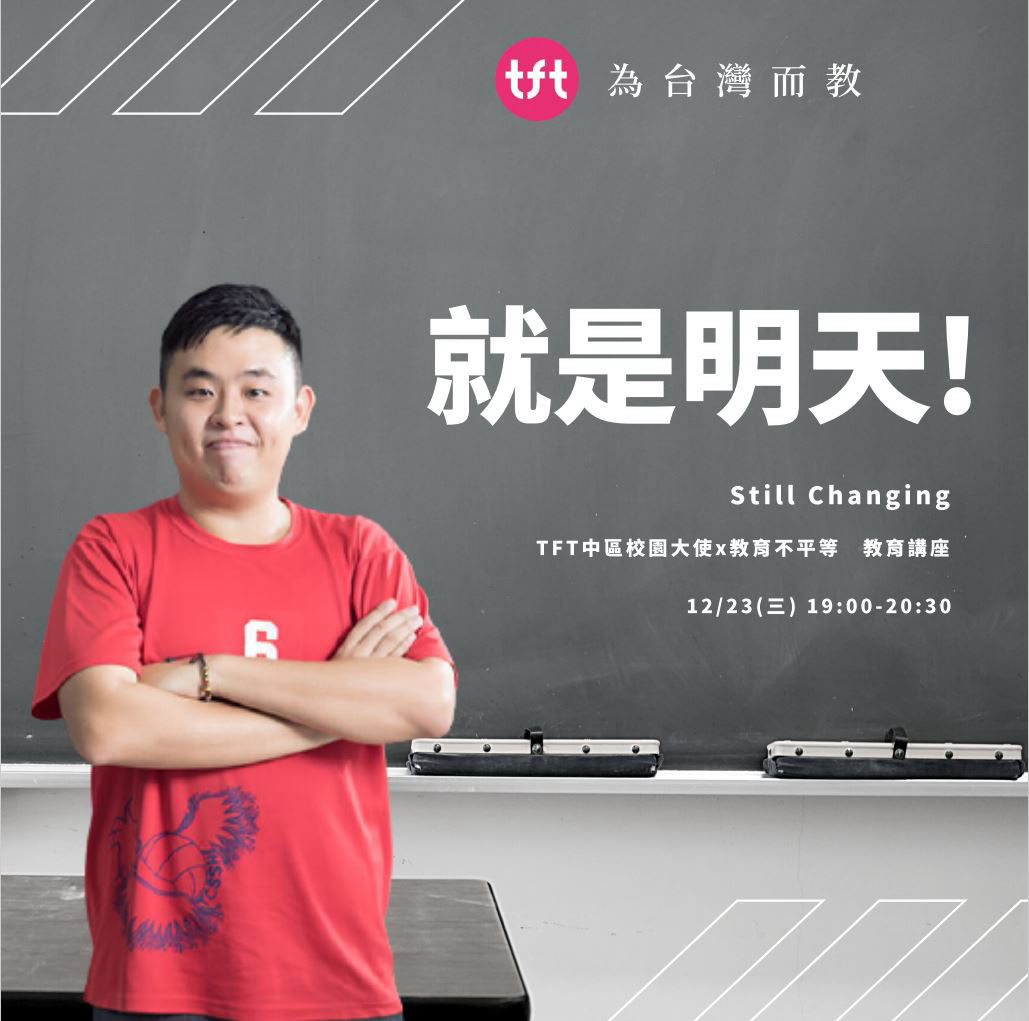 tft 為台灣而教
就是明天!
Still Changing
TFT中區校園大使x教育不平等　教育講座
12/23(三) 19:00-20:30
6
CSSH